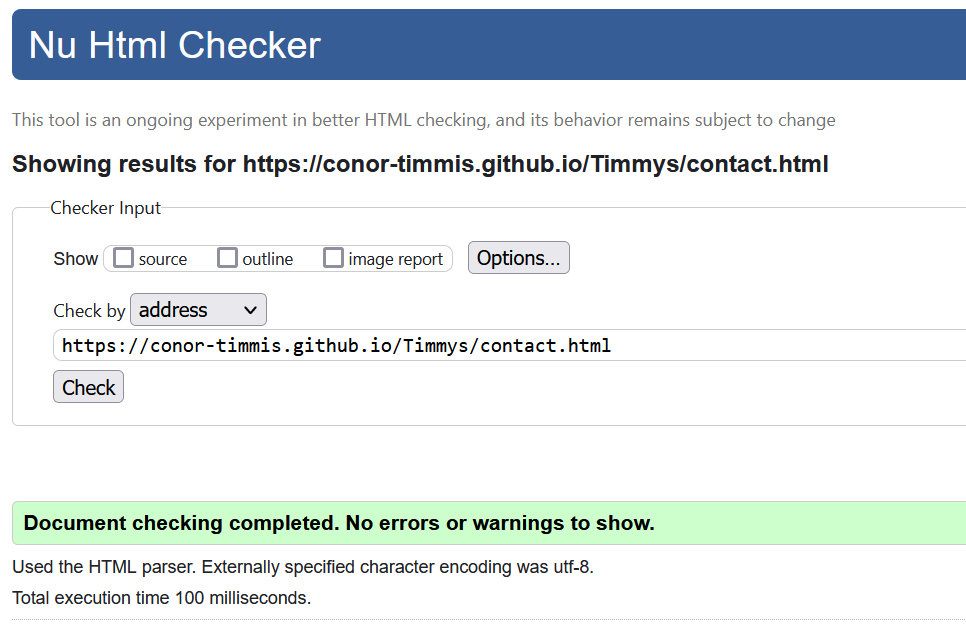 Nu Html Checker
This tool is an ongoing experiment in better HTML checking, and its behavior remains subject to change
Showing results for https://conor-timmis.github.io/Timmys/contact.html
Checker Input
Show source outline image report Options...
Check by address
https://conor-timmis.github.io/Timmys/contact.html
Check
Document checking completed. No errors or warnings to show.
Used the HTML parser. Externally specified character encoding was utf-8.
Total execution time 100 milliseconds.